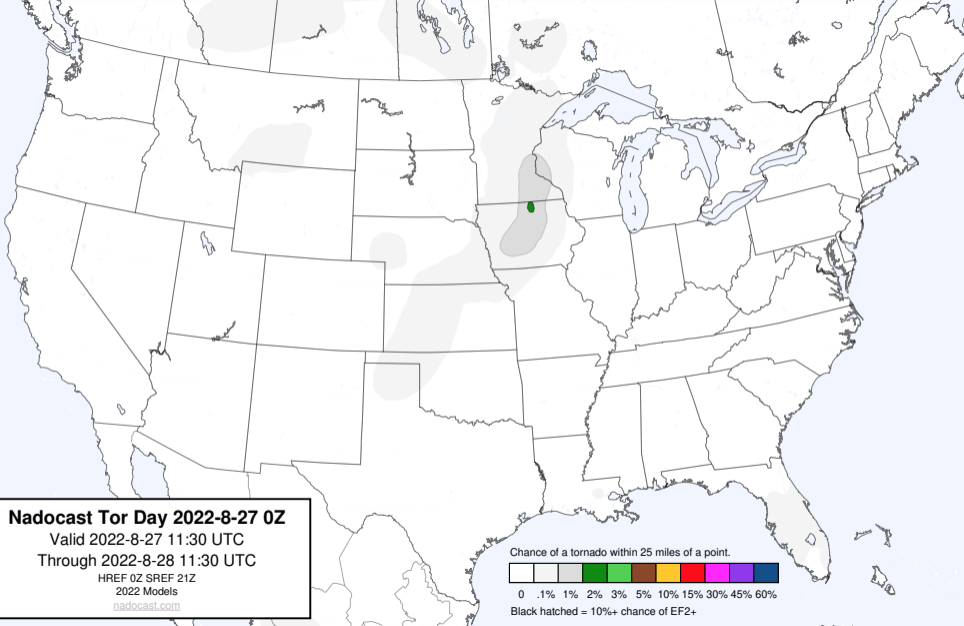 Nadocast Tor Day 2022-8-27 0Z
Valid 2022-8-27 11:30 UTC
Through 2022-8-28 11:30 UTC
HREF 0Z SREF 21Z
2022 Models
nadocast.com
Chance of a tornado within 25 miles of a point.
0 .1% 1% 2% 3% 5% 10% 15% 30% 45% 60%
Black hatched = 10%+ chance of EF2+